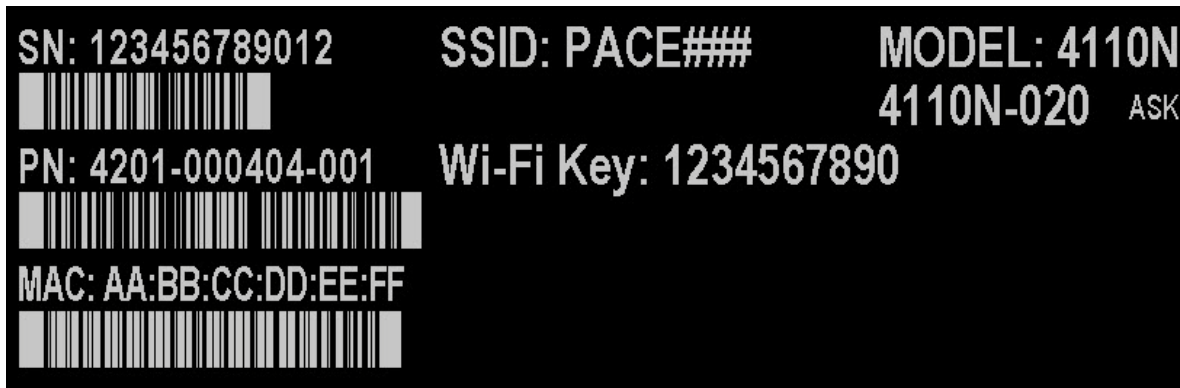 SN: 123456789012
PN: 4201-000404-001
MAC: AA:BB:CC:DD:EE:FF
SSID: PACE###
Wi-Fi Key: 1234567890
MODEL: 4110N
4110N-020 ASK